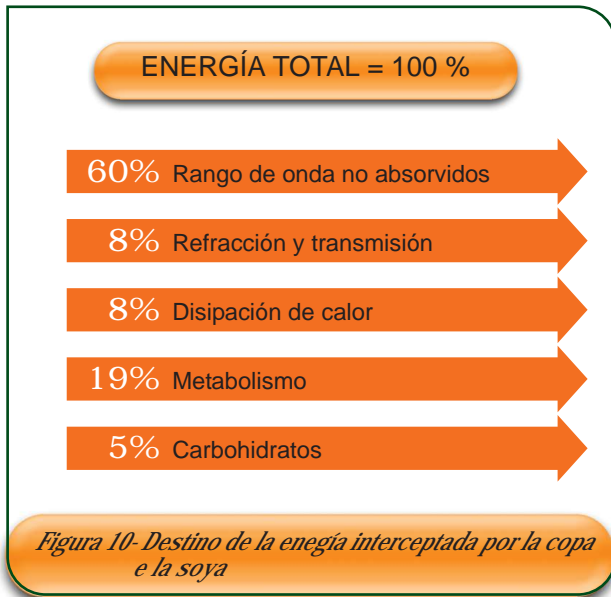 ENERGÍA TOTAL = 100 %
60% Rango de onda no absorvidos
8% Refracción y transmisión
8% Disipación de calor
19% Metabolismo
5% Carbohidratos
Figura 10- Destino de la enegía interceptada por la copa
e la soya